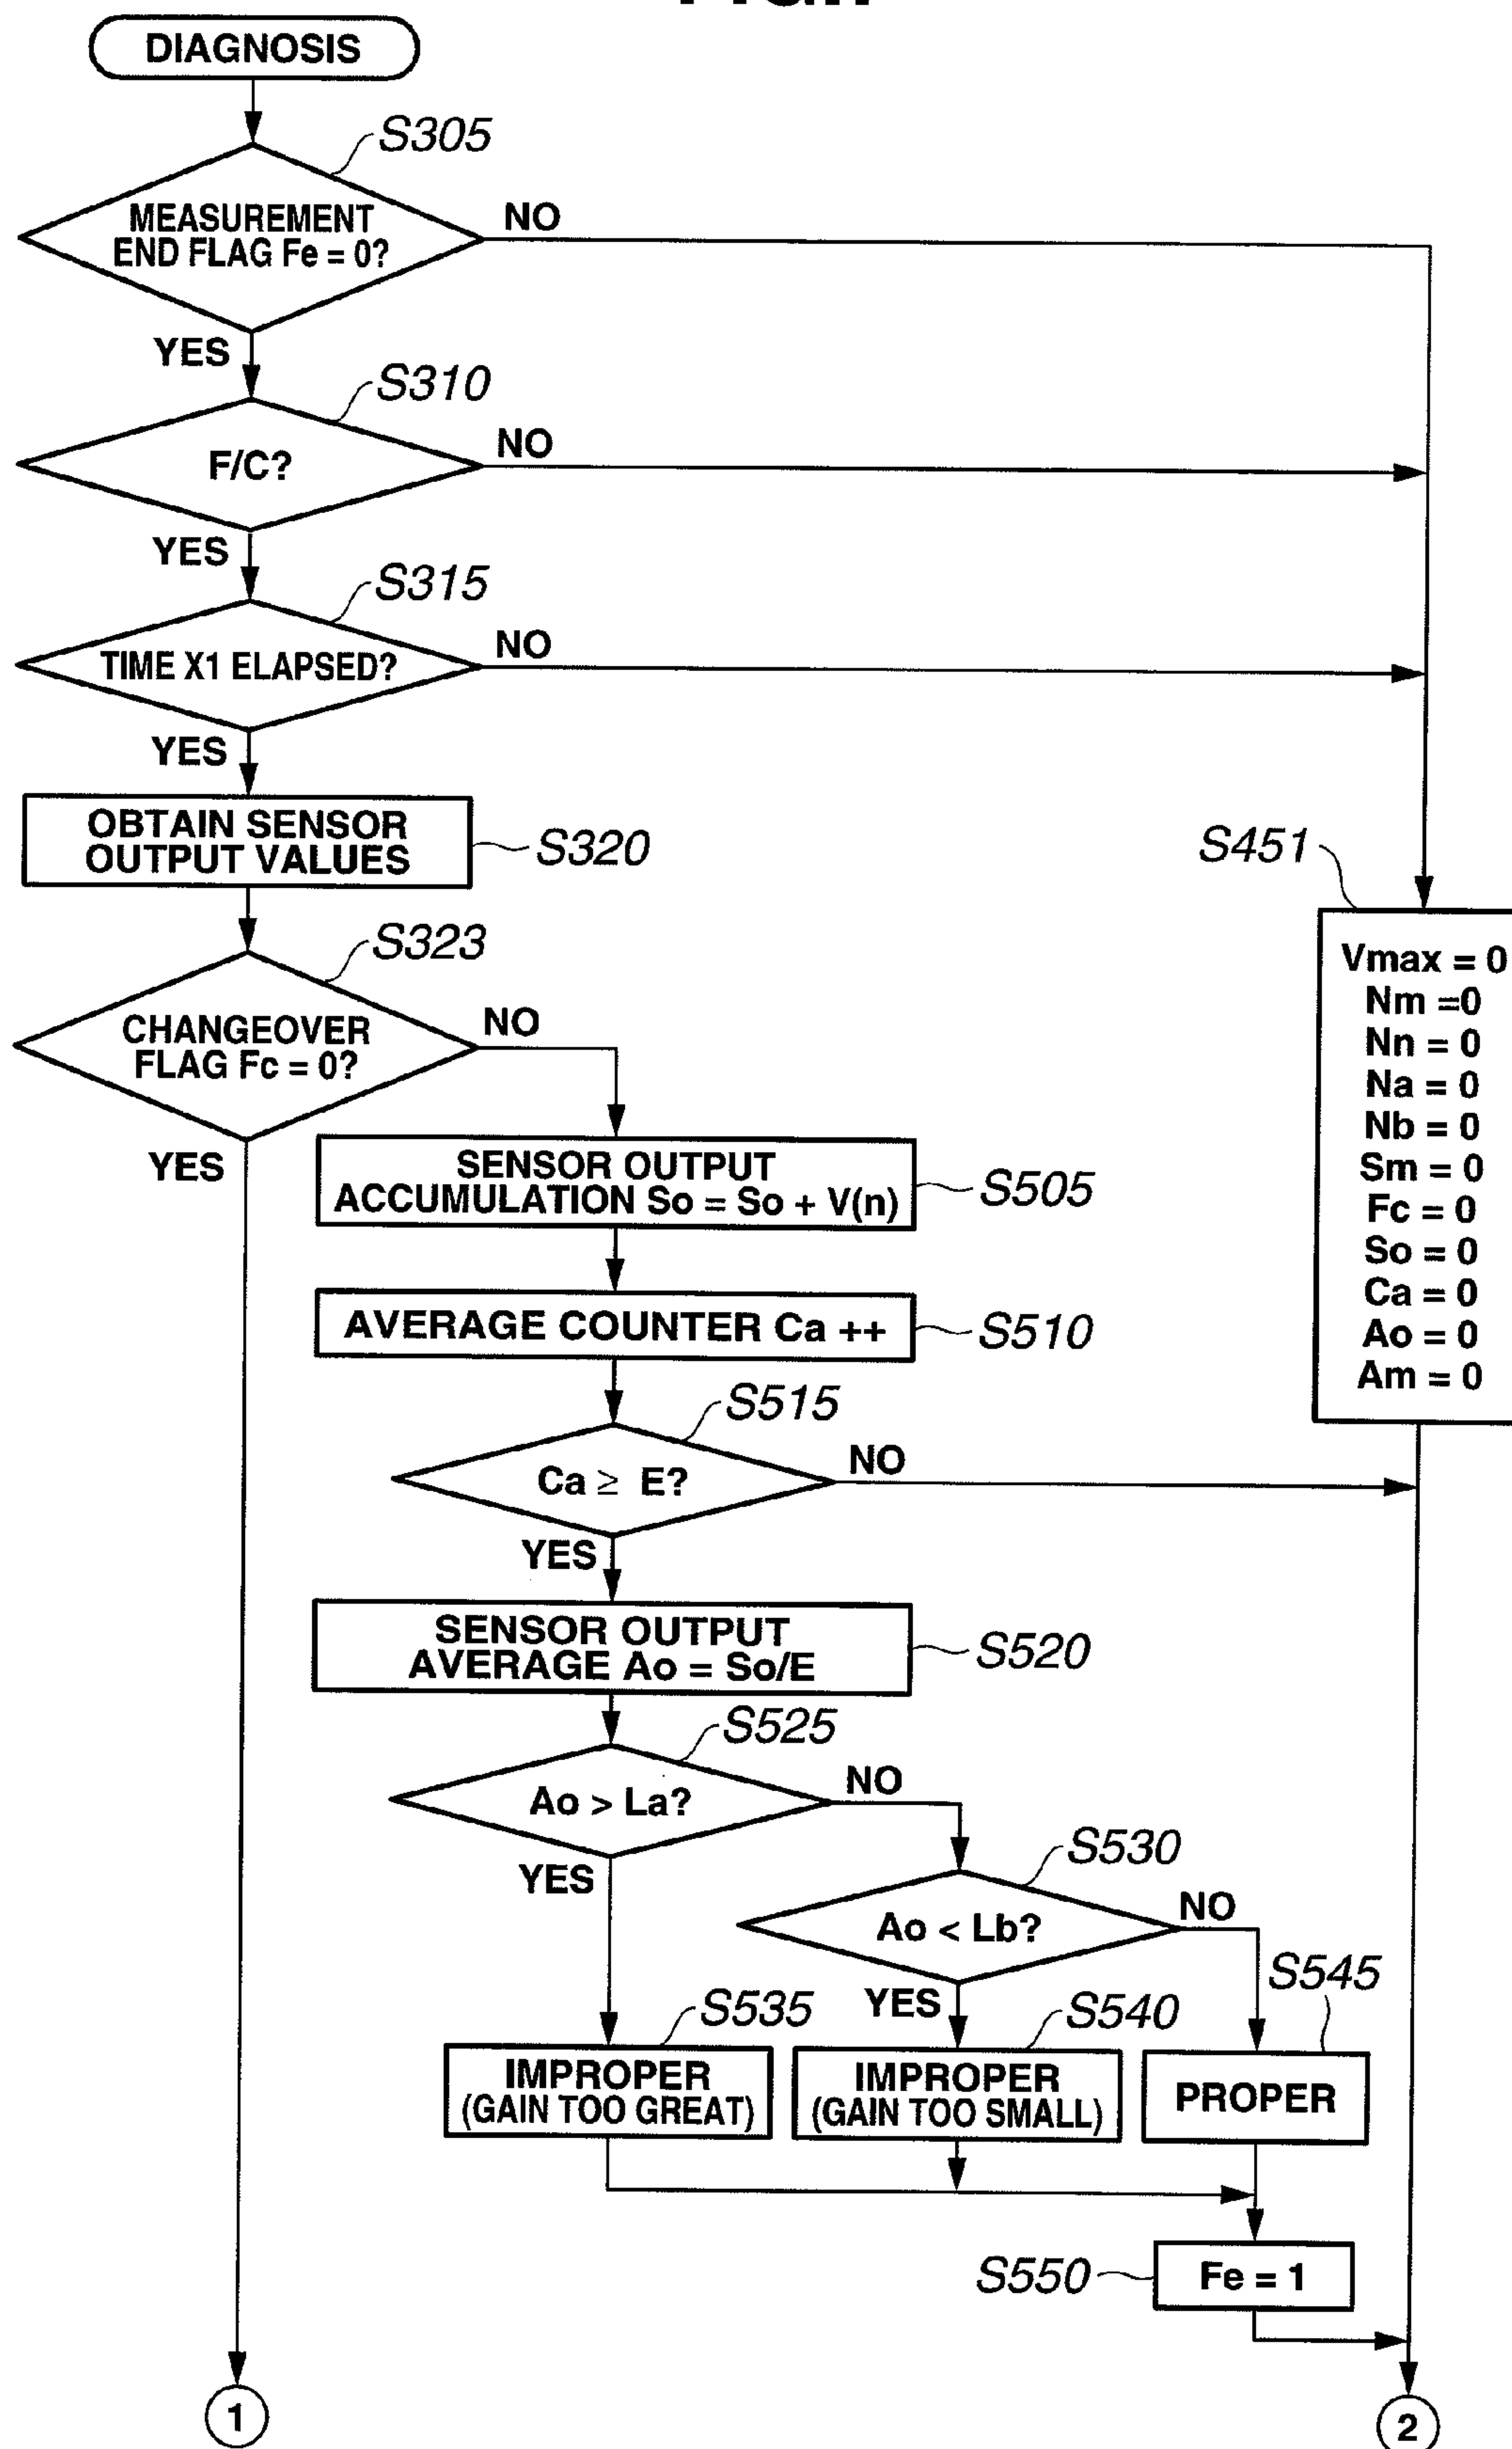 DIAGNOSIS
S305
MEASUREMENT
END FLAG Fe = 0?
NO
YES
S310
F/C?
NO
YES
S315
TIME X1 ELAPSED?
NO
YES
OBTAIN SENSOR
OUTPUT VALUES
S320
S323
CHANGEOVER
FLAG Fc = 0?
NO
YES
S451
Vmax = 0
Nm =0
Nn = 0
Na = 0
Nb = 0
Sm = 0
Fc = 0
So = 0
Ca = 0
Ao = 0
Am = 0
SENSOR OUTPUT
ACCUMULATION So = So + V(n)
S505
AVERAGE COUNTER Ca ++
S510
S515
Ca ≥ E?
NO
YES
SENSOR OUTPUT
AVERAGE Ao = So/E
S520
S525
Ao > La?
NO
YES
S530
Ao < Lb?
NO
YES
S535
IMPROPER
(GAIN TOO GREAT)
S540
IMPROPER
(GAIN TOO SMALL)
S545
PROPER
S550
Fe = 1
1
2